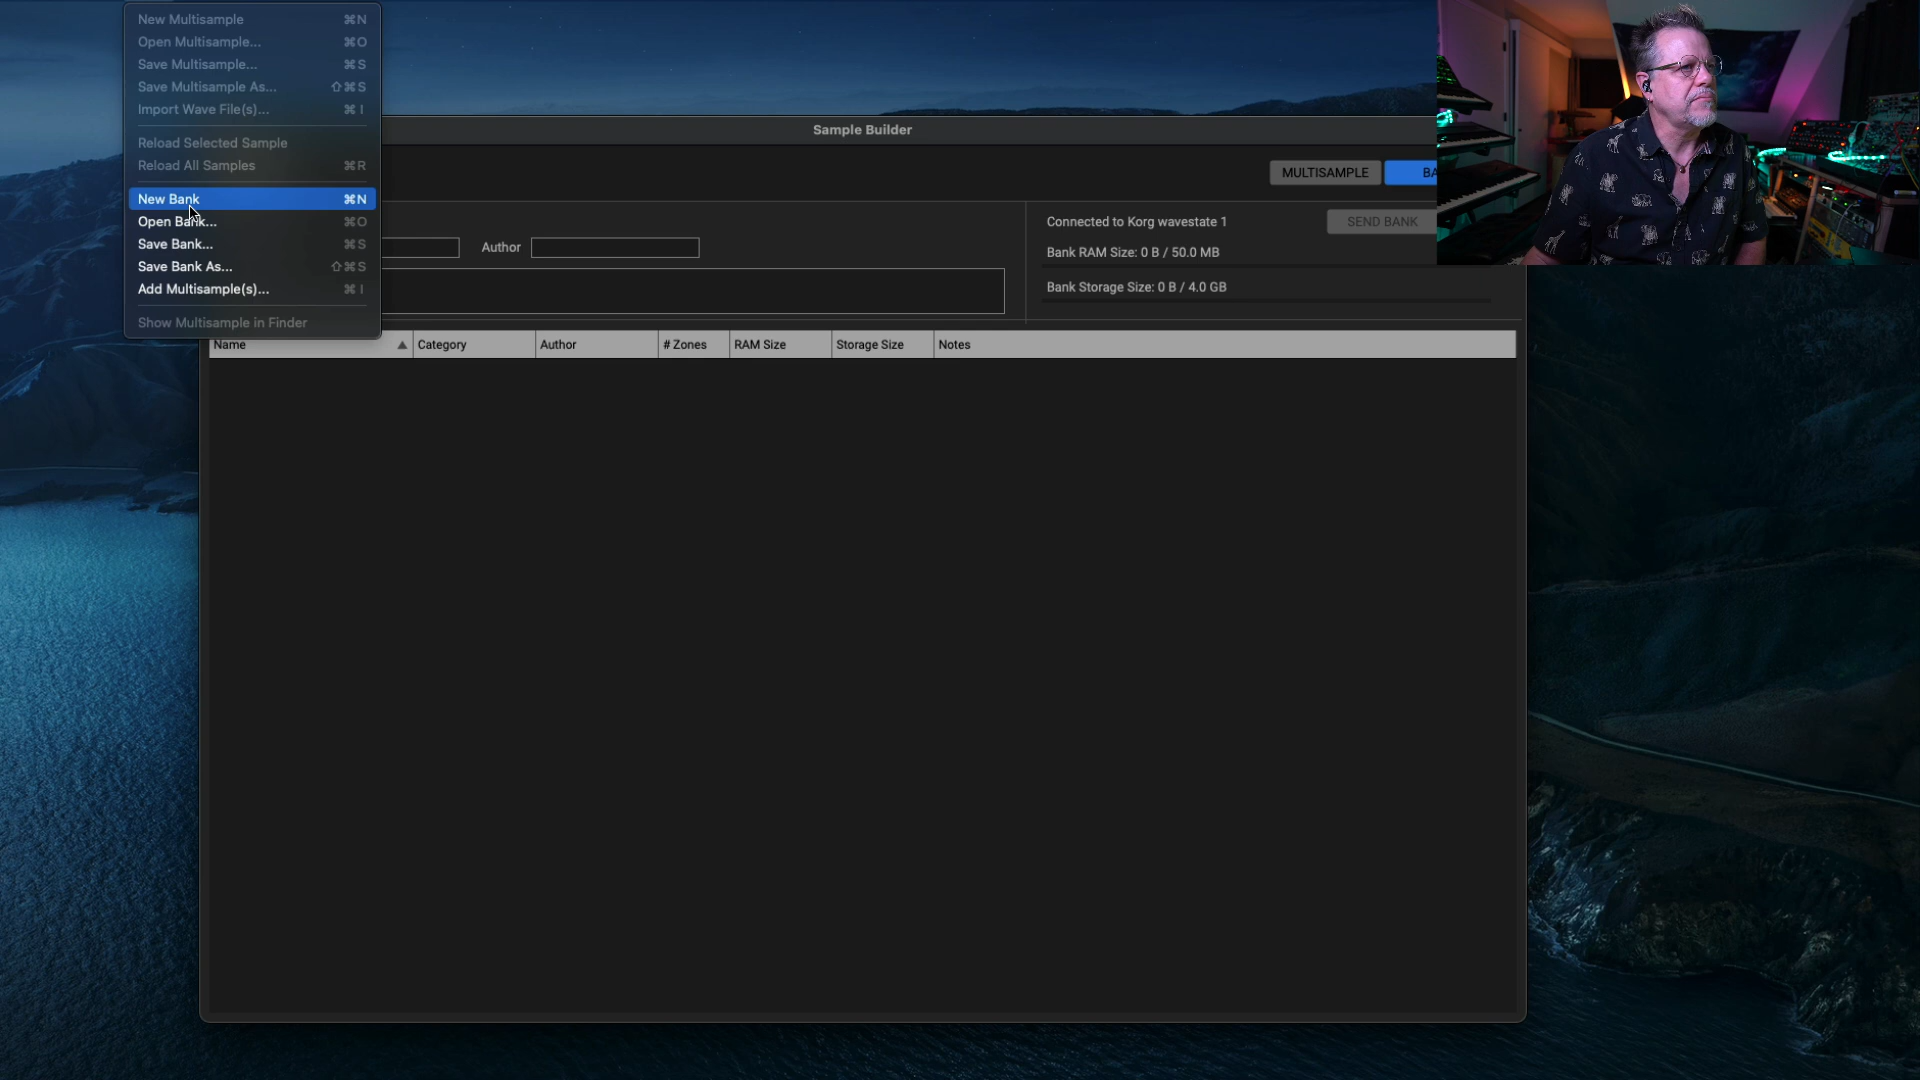 New Multisample ⌘N
Open Multisample... ⌘O
Save Multisample... ⌘S
Save Multisample As... ⇧⌘S
Import Wave File(s)... ⌘I
Reload Selected Sample
Reload All Samples ⌘R
New Bank ⌘N
Open Bank... ⌘O
Save Bank... ⌘S
Save Bank As... ⇧⌘S
Add Multisample(s)... ⌘I
Show Multisample in Finder
Sample Builder
MULTISAMPLE BA
Author
Connected to Korg wavestate 1 SEND BANK
Bank RAM Size: 0 B / 50.0 MB
Bank Storage Size: 0 B / 4.0 GB
Name Category Author # Zones RAM Size Storage Size Notes